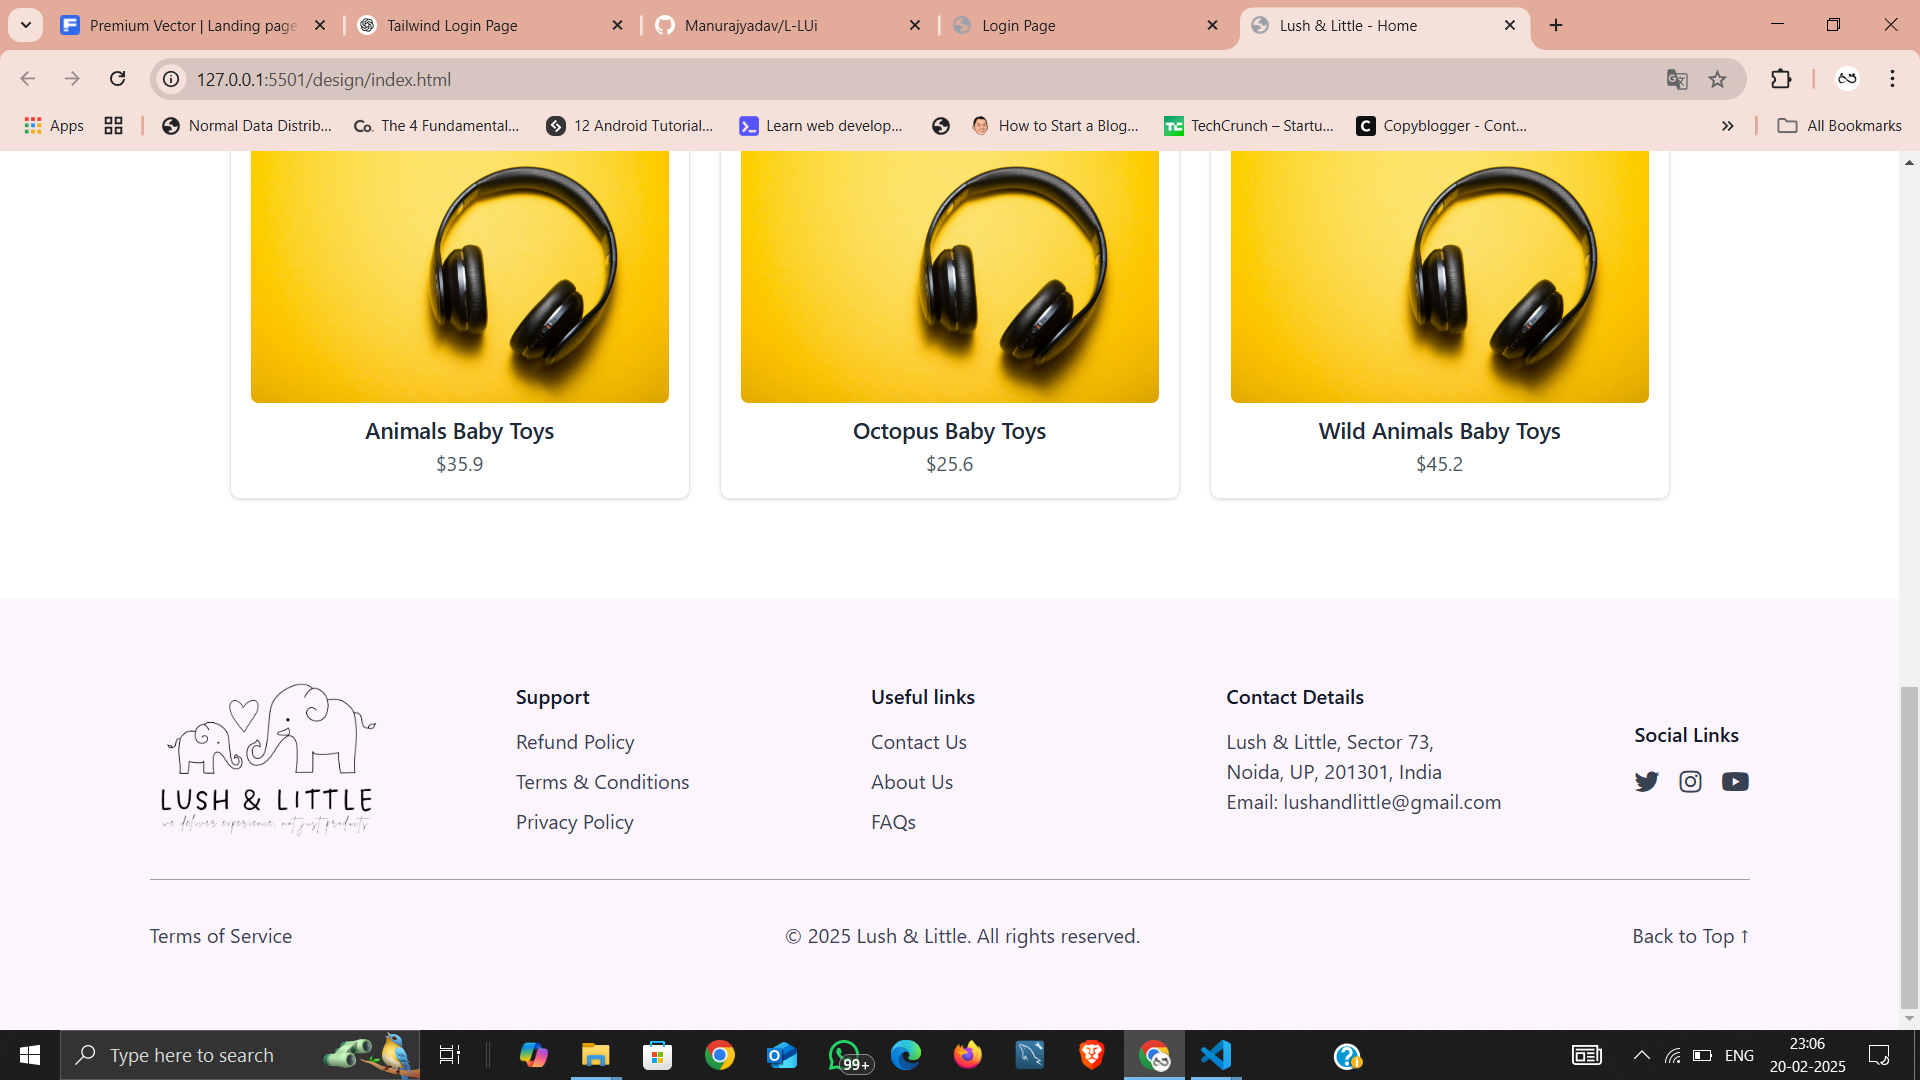 Premium Vector | Landing page
Tailwind Login Page
Manurajyadav/L-LUi
Login Page
Lush & Little - Home
127.0.0.1:5501/design/index.html
Apps
Normal Data Distrib...
Co. The 4 Fundamental...
12 Android Tutorial...
Learn web develop...
How to Start a Blog...
TC TechCrunch – Startu...
C Copyblogger - Cont...
All Bookmarks
Animals Baby Toys
$35.9
Octopus Baby Toys
$25.6
Wild Animals Baby Toys
$45.2
LUSH & LITTLE
we deliver experience, not just products
Support
Refund Policy
Terms & Conditions
Privacy Policy
Useful links
Contact Us
About Us
FAQs
Contact Details
Lush & Little, Sector 73,
Noida, UP, 201301, India
Email: lushandlittle@gmail.com
Social Links
Terms of Service
© 2025 Lush & Little. All rights reserved.
Back to Top ↑
Type here to search
99+
ENG
23:06
20-02-2025